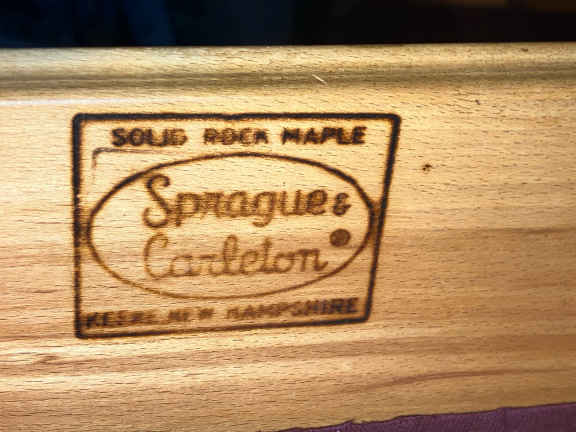 SOLID ROCK MAPLE
Sprague &
Carleton ®
KEENE, NEW HAMPSHIRE